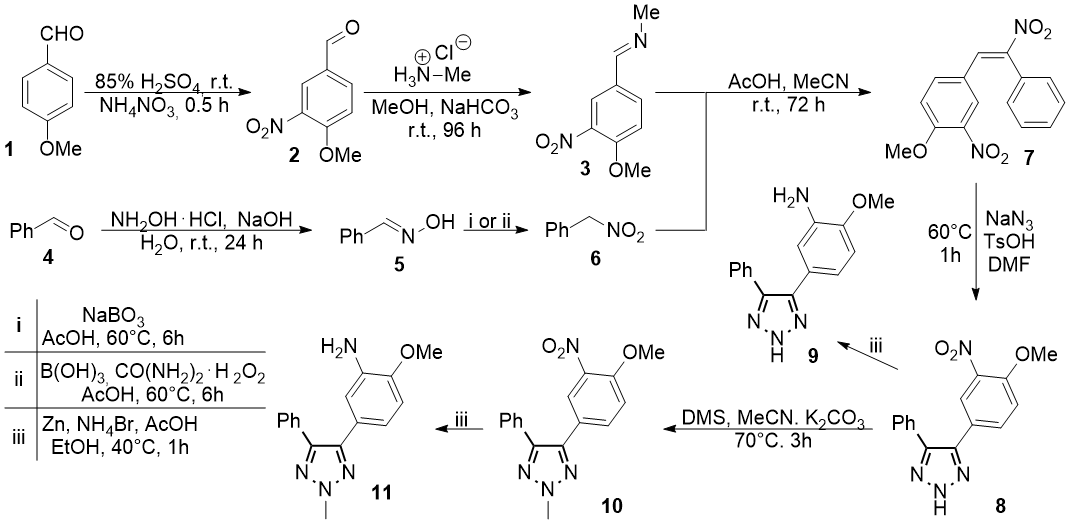 CHO
OMe
1
85% H₂SO₄, r.t.
NH₄NO₃, 0.5 h
O
O₂N
OMe
2
⊕ Cl ⊖
H₃N–Me
MeOH, NaHCO₃
r.t., 96 h
Me
N
O₂N
OMe
3
AcOH, MeCN
r.t., 72 h
NO₂
MeO
NO₂
7
Ph
O
4
NH₂OH·HCl, NaOH
H₂O, r.t., 24 h
Ph
N
OH
5
i or ii
Ph
NO₂
6
60°C
1h
NaN₃
TsOH
DMF
H₂N
OMe
Ph
N
N
N
H
9
iii
O₂N
OMe
Ph
N
N
N
H
8
DMS, MeCN. K₂CO₃
70°C. 3h
O₂N
OMe
Ph
N
N
N
10
iii
H₂N
OMe
Ph
N
N
N
11
i
NaBO₃
AcOH, 60°C, 6h
ii
B(OH)₃, CO(NH₂)₂·H₂O₂
AcOH, 60°C, 6h
iii
Zn, NH₄Br, AcOH
EtOH, 40°C, 1h